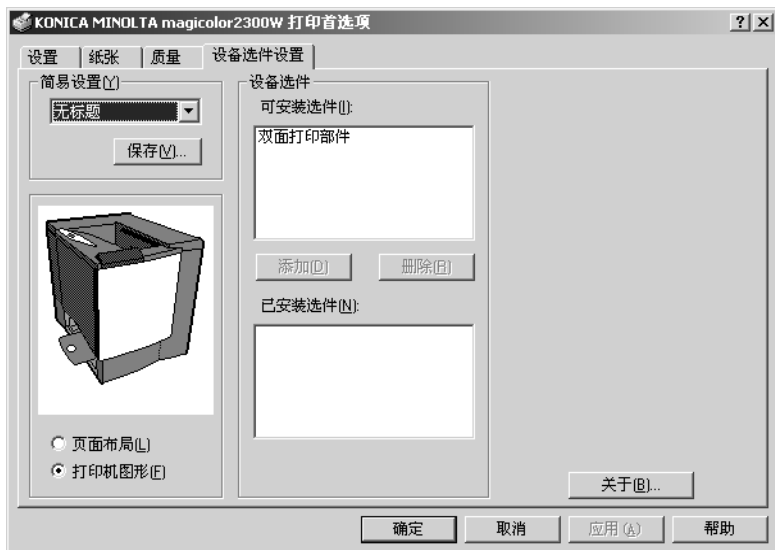 KONICA MINOLTA magicolor2300W 打印首选项
设置 纸张 质量 设备选件设置
简易设置(Y)
无标题
保存(V)...
页面布局(L)
打印机图形(F)
设备选件
可安装选件(I):
双面打印部件
添加(D) 删除(R)
已安装选件(N):
关于(B)...
确定 取消 应用(A) 帮助